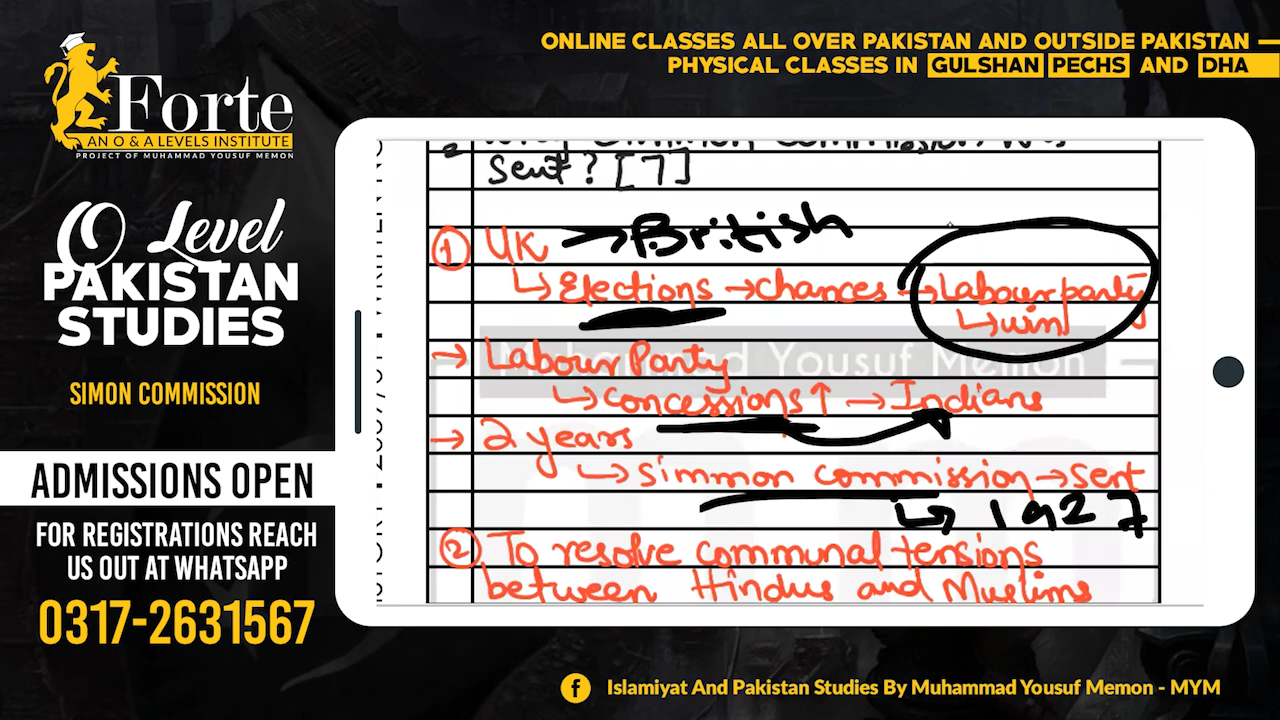 ONLINE CLASSES ALL OVER PAKISTAN AND OUTSIDE PAKISTAN
PHYSICAL CLASSES IN GULSHAN PECHS AND DHA
Forte
AN O & A LEVELS INSTITUTE
PROJECT OF MUHAMMAD YOUSUF MEMON
O Level
PAKISTAN
STUDIES
SIMON COMMISSION
ADMISSIONS OPEN
FOR REGISTRATIONS REACH
US OUT AT WHATSAPP
0317-2631567
Sent? [7]
① UK → British
↳ Elections → chances → Labour party
↳ win
Muhammad Yousuf Memon
→ Labour Party
↳ concessions ↑ → Indians
→ 2 years
↳ Simmon commission → sent
↳ 1927
② To resolve communal tensions
between Hindus and Muslims
Islamiyat And Pakistan Studies By Muhammad Yousuf Memon - MYM